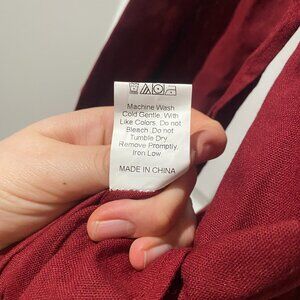 Machine Wash
Cold Gentle, With
Like Colors, Do not
Bleach, Do not
Tumble Dry,
Remove Promptly,
Iron Low
MADE IN CHINA